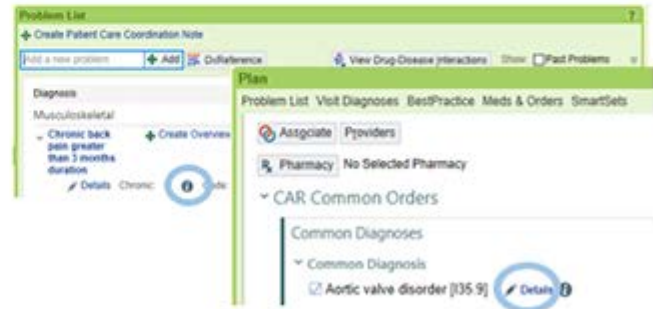 Problem List ?
Create Patient Care Coordination Note
Add a new problem Add DxReference View Drug-Disease Interactions Show: Past Problems
Diagnosis
Musculoskeletal
Chronic back pain greater than 3 months duration
Create Overview
Details Chronic
Plan
Problem List Visit Diagnoses BestPractice Meds & Orders SmartSets
Associate Providers
Pharmacy No Selected Pharmacy
CAR Common Orders
Common Diagnoses
Common Diagnosis
Aortic valve disorder [I35.9] Details